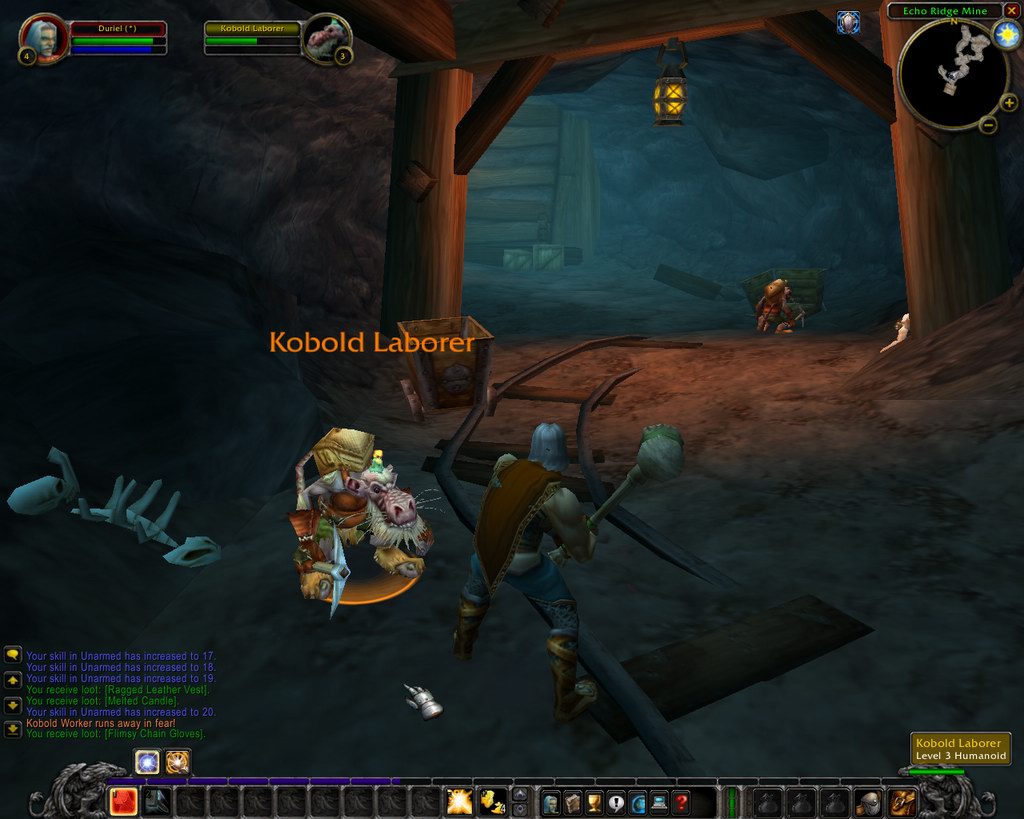 Duriel (*)
4
Kobold Laborer
3
Echo Ridge Mine
N
Kobold Laborer
Your skill in Unarmed has increased to 17.
Your skill in Unarmed has increased to 18.
Your skill in Unarmed has increased to 19.
You receive loot: [Ragged Leather Vest].
You receive loot: [Melted Candle].
Your skill in Unarmed has increased to 20.
Kobold Worker runs away in fear!
You receive loot: [Flimsy Chain Gloves].
Kobold Laborer
Level 3 Humanoid
4